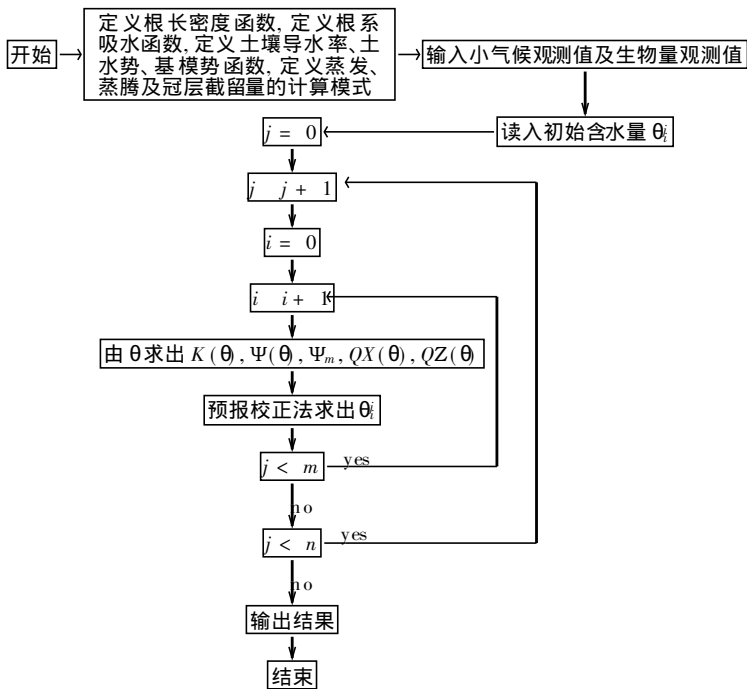 开始
定义根长密度函数, 定义根系
吸水函数, 定义土壤导水率、土
水势、基模势函数, 定义蒸发、
蒸腾及冠层截留量的计算模式
输入小气候观测值及生物量观测值
读入初始含水量 θ_i^j
j = 0
j j + 1
i = 0
i i + 1
由 θ 求出 K (θ), Ψ(θ), Ψm, QX(θ), QZ(θ)
预报校正法求出 θ_i^j
j < m
yes
no
j < n
yes
no
输出结果
结束